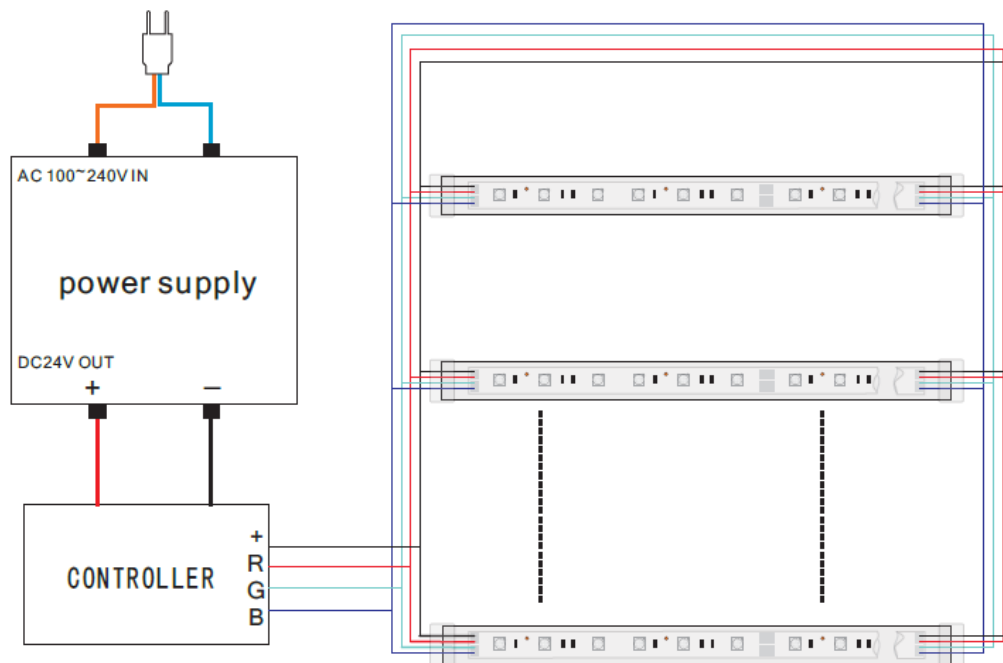 AC 100~240V IN
power supply
DC24V OUT
+ −
CONTROLLER
+
R
G
B